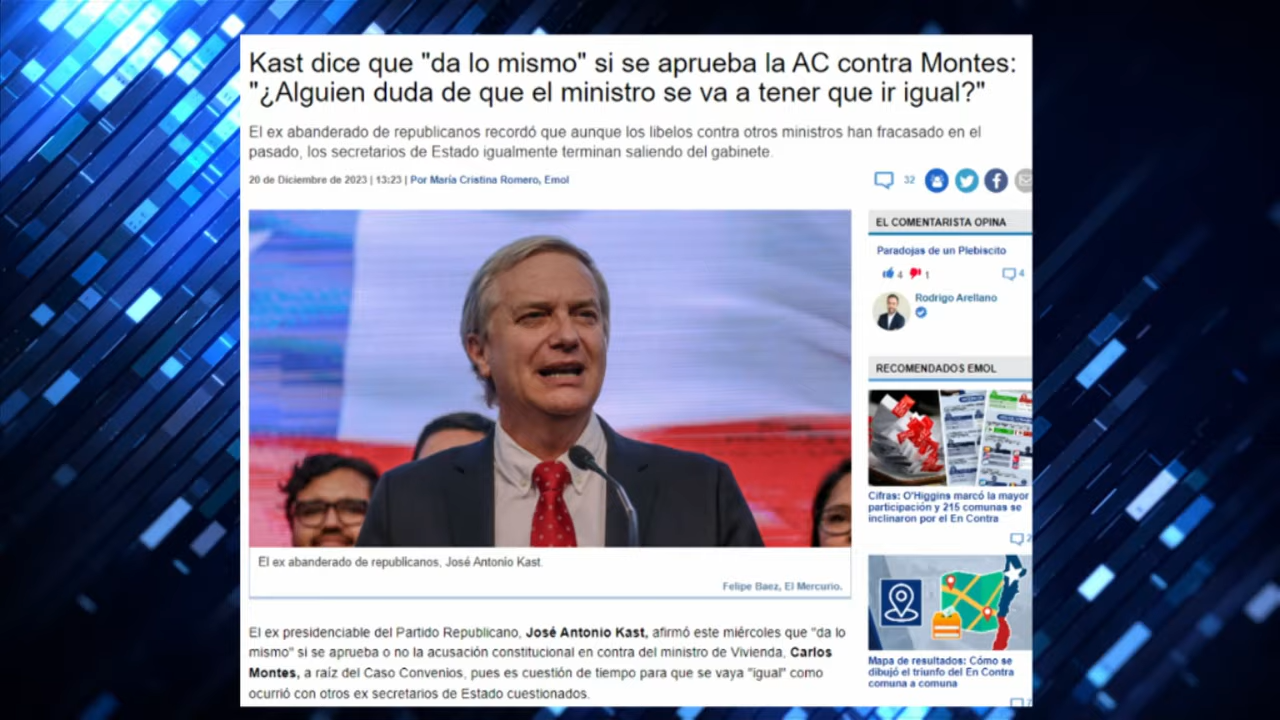 Kast dice que "da lo mismo" si se aprueba la AC contra Montes:
"¿Alguien duda de que el ministro se va a tener que ir igual?"
El ex abanderado de republicanos recordó que aunque los libelos contra otros ministros han fracasado en el
pasado, los secretarios de Estado igualmente terminan saliendo del gabinete.
20 de Diciembre de 2023 | 13:23 | Por María Cristina Romero, Emol
32
El ex abanderado de republicanos, José Antonio Kast.
Felipe Baez, El Mercurio.
El ex presidenciable del Partido Republicano, José Antonio Kast, afirmó este miércoles que "da lo
mismo" si se aprueba o no la acusación constitucional en contra del ministro de Vivienda, Carlos
Montes, a raíz del Caso Convenios, pues es cuestión de tiempo para que se vaya "igual" como
ocurrió con otros ex secretarios de Estado cuestionados.
EL COMENTARISTA OPINA
Paradojas de un Plebiscito
4 1 4
Rodrigo Arellano
RECOMENDADOS EMOL
Cifras: O'Higgins marcó la mayor
participación y 215 comunas se
inclinaron por el En Contra
2
Mapa de resultados: Cómo se
dibujó el triunfo del En Contra
comuna a comuna